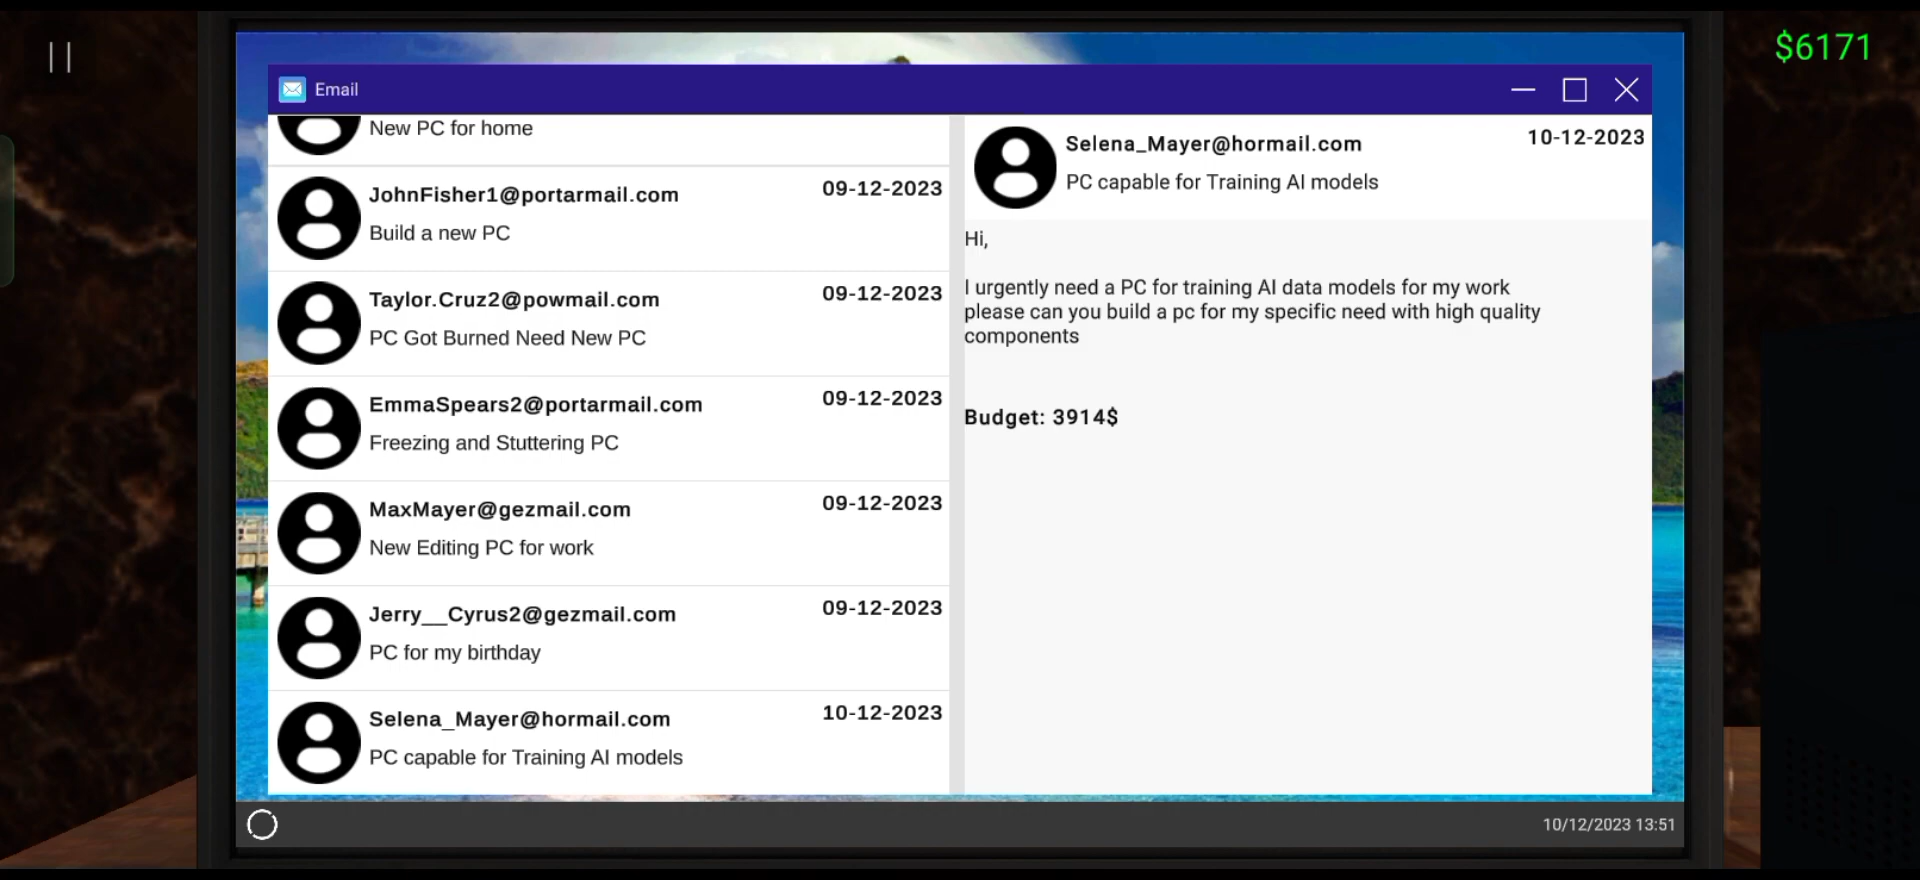 $6171
Email
New PC for home
JohnFisher1@portarmail.com
09-12-2023
Build a new PC
Taylor.Cruz2@powmail.com
09-12-2023
PC Got Burned Need New PC
EmmaSpears2@portarmail.com
09-12-2023
Freezing and Stuttering PC
MaxMayer@gezmail.com
09-12-2023
New Editing PC for work
Jerry__Cyrus2@gezmail.com
09-12-2023
PC for my birthday
Selena_Mayer@hormail.com
10-12-2023
PC capable for Training AI models
Selena_Mayer@hormail.com
10-12-2023
PC capable for Training AI models
Hi,
I urgently need a PC for training AI data models for my work
please can you build a pc for my specific need with high quality
components
Budget: 3914$
10/12/2023 13:51